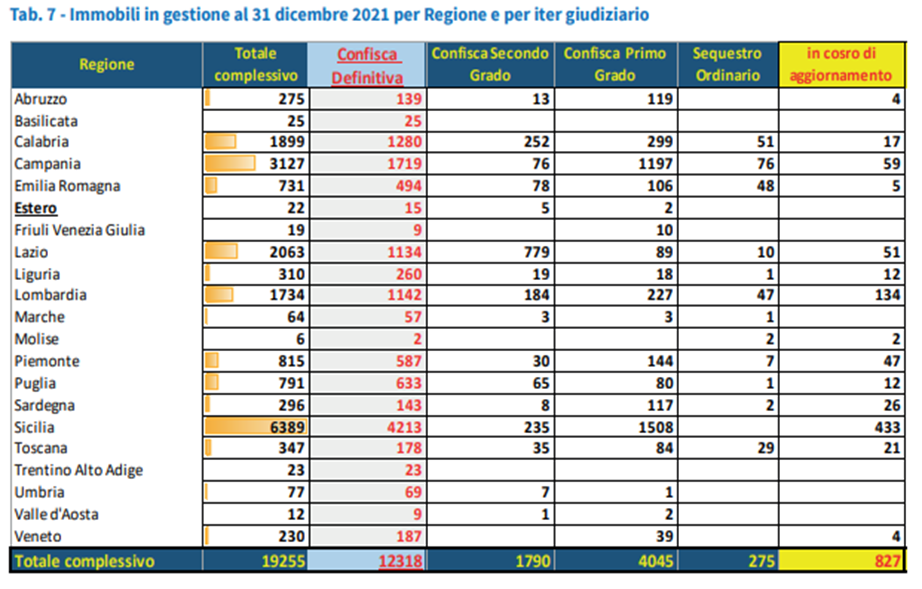 Tab. 7 - Immobili in gestione al 31 dicembre 2021 per Regione e per iter giudiziario
Regione Totale complessivo Confisca Definitiva Confisca Secondo Grado Confisca Primo Grado Sequestro Ordinario in cosro di aggiornamento
Abruzzo 275 139 13 119 4
Basilicata 25 25
Calabria 1899 1280 252 299 51 17
Campania 3127 1719 76 1197 76 59
Emilia Romagna 731 494 78 106 48 5
Estero 22 15 5 2
Friuli Venezia Giulia 19 9 10
Lazio 2063 1134 779 89 10 51
Liguria 310 260 19 18 1 12
Lombardia 1734 1142 184 227 47 134
Marche 64 57 3 3 1
Molise 6 2 2 2
Piemonte 815 587 30 144 7 47
Puglia 791 633 65 80 1 12
Sardegna 296 143 8 117 2 26
Sicilia 6389 4213 235 1508 433
Toscana 347 178 35 84 29 21
Trentino Alto Adige 23 23
Umbria 77 69 7 1
Valle d'Aosta 12 9 1 2
Veneto 230 187 39 4
Totale complessivo 19255 12318 1790 4045 275 827